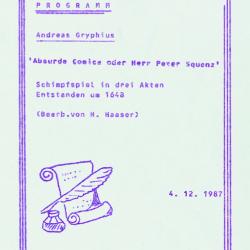 PROGRAMM
Andreas Gryphius
'Absurda Comica oder Herr Peter Squenz'
Schimpfspiel in drei Akten
Entstanden um 1648
(Bearb.von H. Haaser)
4. 12. 1987